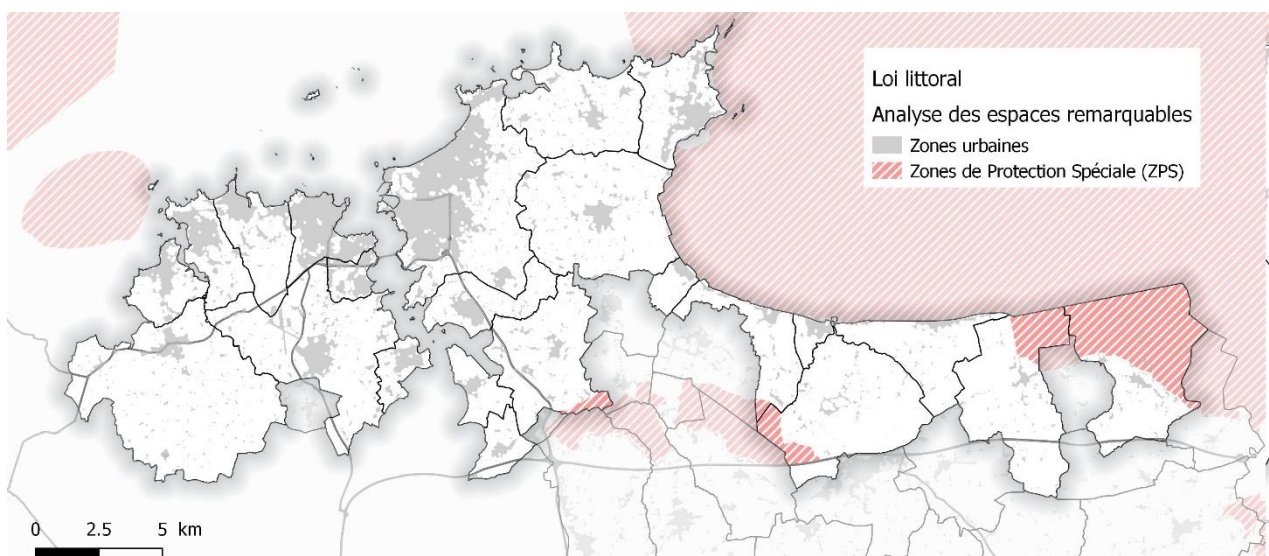 Loi littoral
Analyse des espaces remarquables
Zones urbaines
Zones de Protection Spéciale (ZPS)
0 2.5 5 km